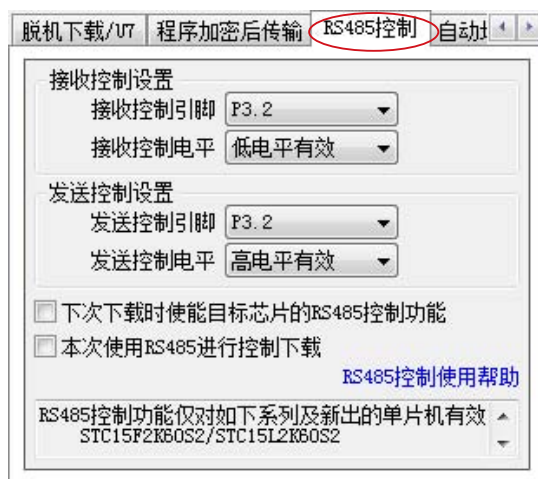 脱机下载/U7 程序加密后传输 RS485控制 自动
接收控制设置
接收控制引脚 P3.2
接收控制电平 低电平有效
发送控制设置
发送控制引脚 P3.2
发送控制电平 高电平有效
下次下载时使能目标芯片的RS485控制功能
本次使用RS485进行控制下载
RS485控制使用帮助
RS485控制功能仅对如下系列及新出的单片机有效
STC15F2K60S2/STC15L2K60S2